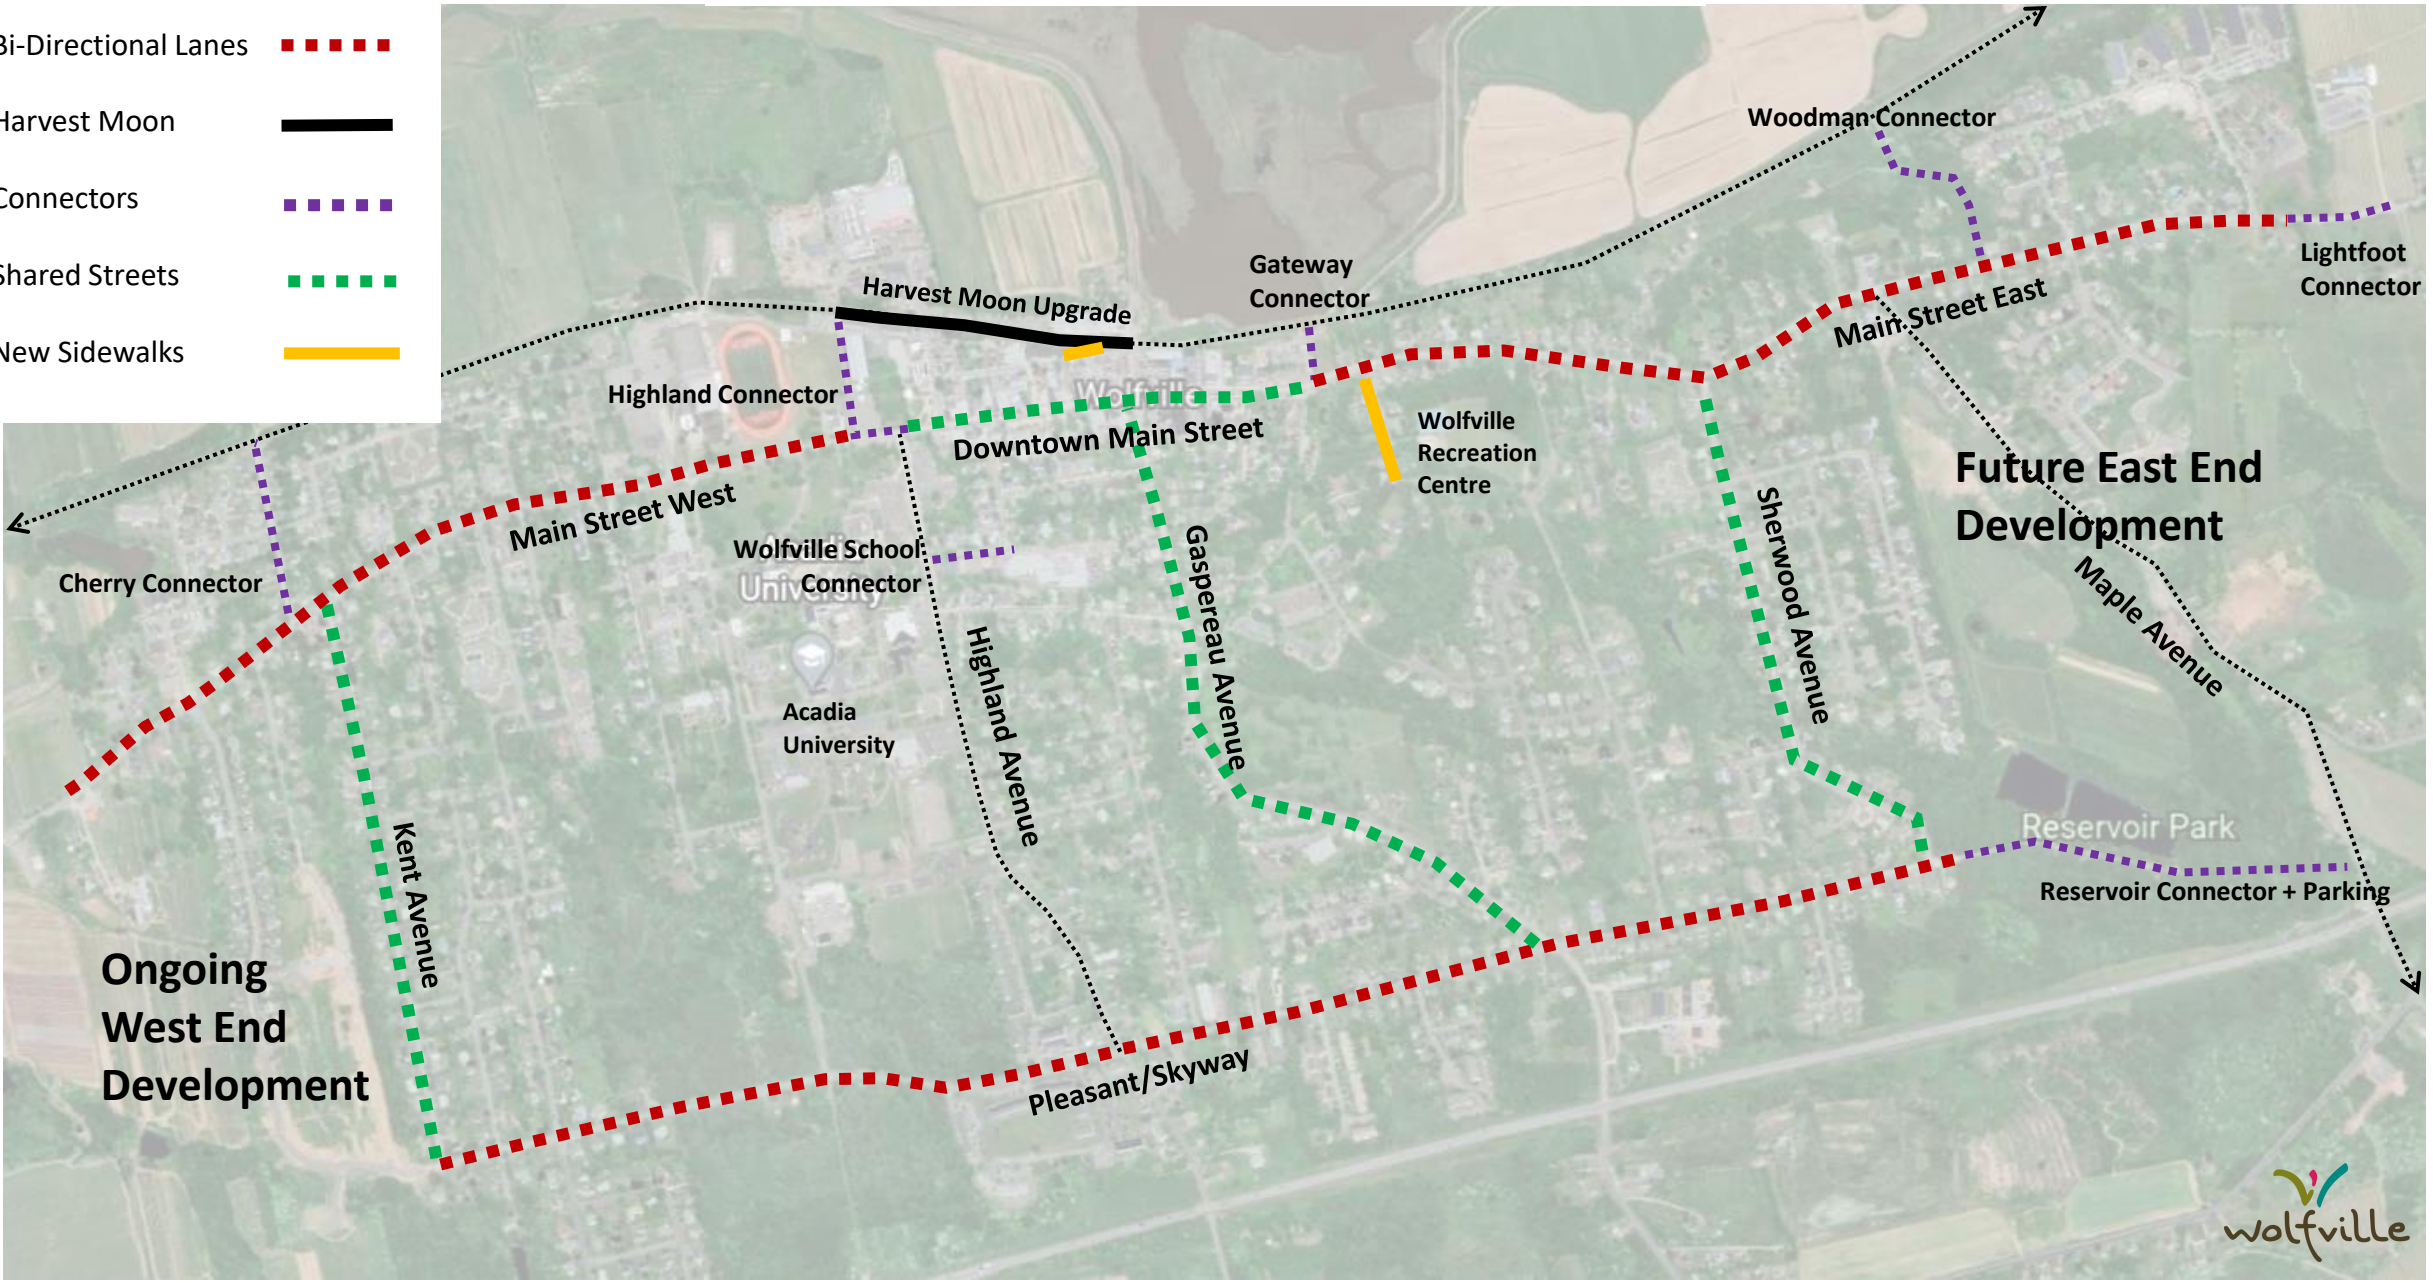 Bi-Directional Lanes
Harvest Moon
Connectors
Shared Streets
New Sidewalks
Woodman Connector
Gateway
Connector
Lightfoot
Connector
Harvest Moon Upgrade
Main Street East
Highland Connector
Wolfville
Downtown Main Street
Wolfville
Recreation
Centre
Future East End
Development
Main Street West
Wolfville School
Connector
Acadia
University
Cherry Connector
Gaspereau Avenue
Sherwood Avenue
Maple Avenue
Highland Avenue
Acadia
University
Kent Avenue
Reservoir Park
Reservoir Connector + Parking
Ongoing
West End
Development
Pleasant/Skyway
wolfville